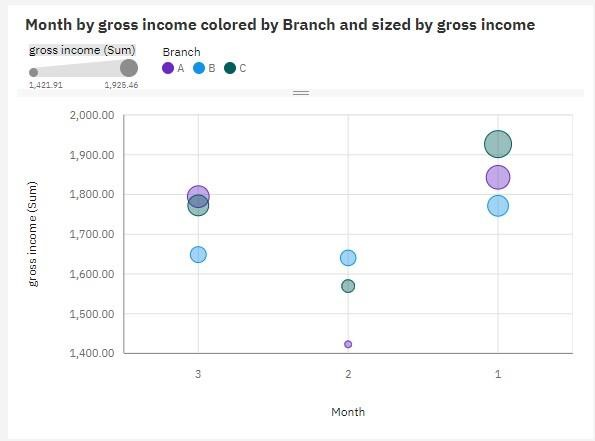 Month by gross income colored by Branch and sized by gross income
gross income (Sum)
1,421.91 1,925.46
Branch
A B C
gross income (Sum)
2,000.00
1,900.00
1,800.00
1,700.00
1,600.00
1,500.00
1,400.00
3 2 1
Month